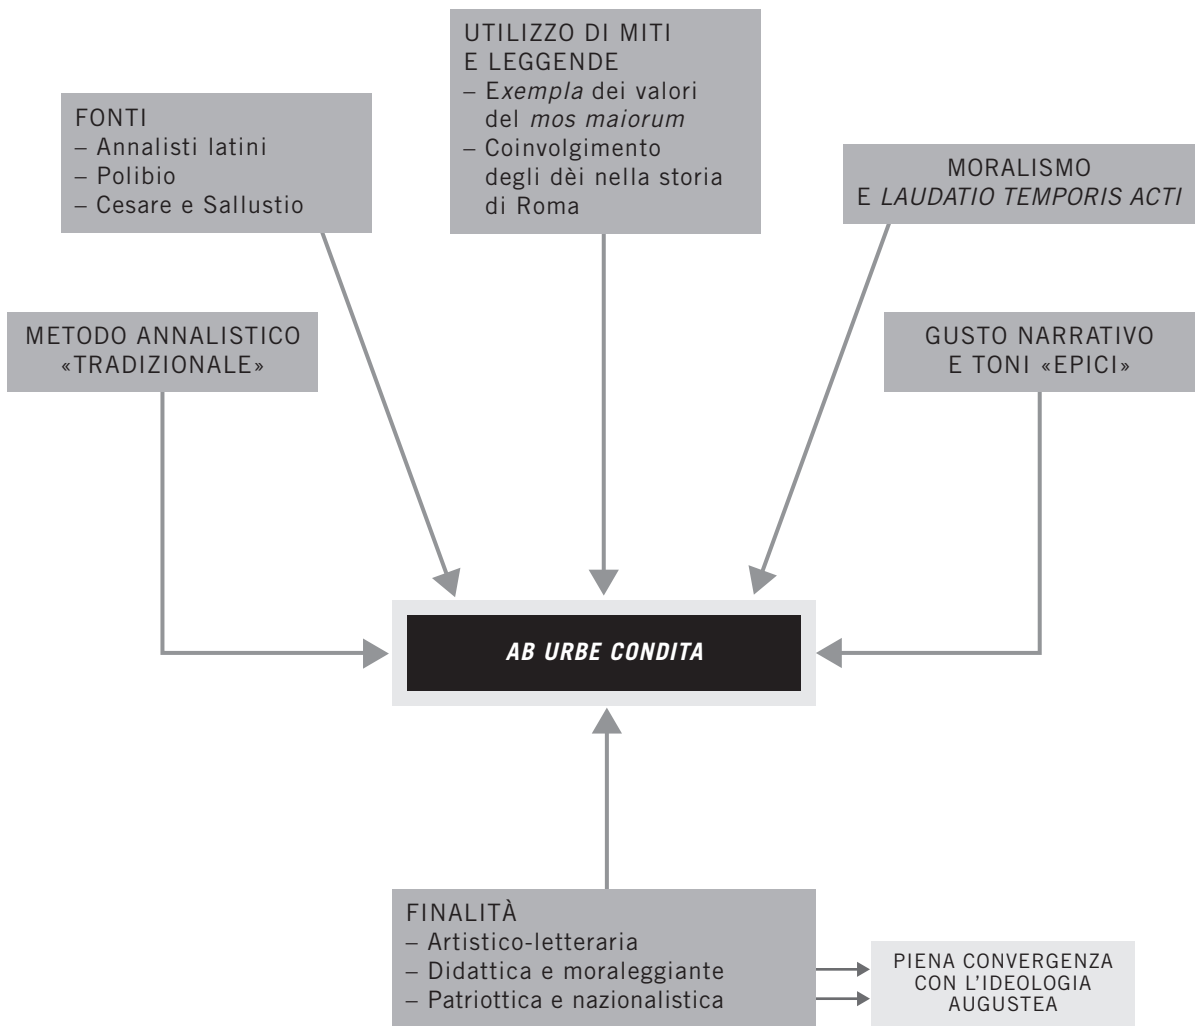 UTILIZZO DI MITI
E LEGGENDE
– Exempla dei valori
del mos maiorum
– Coinvolgimento
degli dèi nella storia
di Roma
FONTI
– Annalisti latini
– Polibio
– Cesare e Sallustio
MORALISMO
E LAUDATIO TEMPORIS ACTI
METODO ANNALISTICO
«TRADIZIONALE»
GUSTO NARRATIVO
E TONI «EPICI»
AB URBE CONDITA
FINALITÀ
– Artistico-letteraria
– Didattica e moraleggiante
– Patriottica e nazionalistica
PIENA CONVERGENZA
CON L'IDEOLOGIA
AUGUSTEA